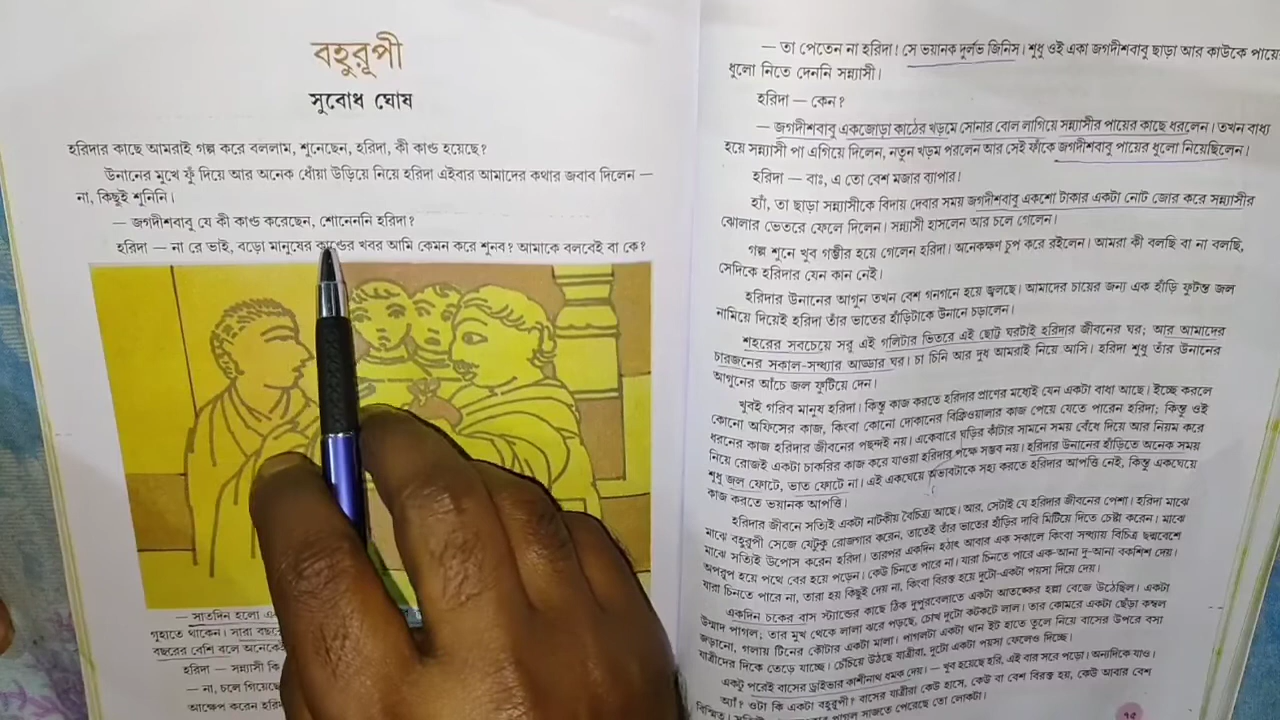 বহুরূপী
সুবোধ ঘোষ
হরিদার কাছে আমরাই গল্প করে বললাম, শুনেছেন, হরিদা, কী কাণ্ড হয়েছে?
উনানের মুখে ফুঁ দিয়ে আর অনেক ধোঁয়া উড়িয়ে নিয়ে হরিদা এইবার আমাদের কথার জবাব দিলেন —
না, কিছুই শুনিনি।
— জগদীশবাবু যে কী কাণ্ড করেছেন, শোনেননি হরিদা?
হরিদা — না রে ভাই, বড়ো মানুষের কাণ্ডের খবর আমি কেমন করে শুনব? আমাকে বলবেই বা কে?
— সাতদিন হলো
গুহাতে থাকেন। সারা
বছরের বেশি বলে
হরিদা — সন্ন্যাসী কি
— না, চলে
আক্ষেপ করেন
— তা পেতেন না হরিদা! সে ভয়ানক দুর্লভ জিনিস। শুধু ওই একা জগদীশবাবু ছাড়া আর কাউকে পায়ের
ধুলো নিতে দেননি সন্ন্যাসী।
হরিদা — কেন?
— জগদীশবাবু একজোড়া কাঠের খড়মে সোনার বোল লাগিয়ে সন্ন্যাসীর পায়ের কাছে ধরলেন। তখন বাধ্য
হয়ে সন্ন্যাসী পা এগিয়ে দিলেন, নতুন খড়ম পরলেন আর সেই ফাঁকে জগদীশবাবু পায়ের ধুলো নিয়েছিলেন।
হরিদা — বাঃ, এ তো বেশ মজার ব্যাপার!
হ্যাঁ, তা ছাড়া সন্ন্যাসীকে বিদায় দেবার সময় জগদীশবাবু একশো টাকার একটা নোট জোর করে সন্ন্যাসীর
ঝোলার ভেতরে ফেলে দিলেন। সন্ন্যাসী হাসলেন আর চলে গেলেন।
গল্প শুনে খুব গম্ভীর হয়ে গেলেন হরিদা। অনেকক্ষণ চুপ করে রইলেন। আমরা কী বলছি বা না বলছি,
সেদিকে হরিদার যেন কান নেই।
হরিদার উনানের আগুন তখন বেশ গনগনে হয়ে জ্বলছে। আমাদের চায়ের জন্য এক হাঁড়ি ফুটন্ত জল
নামিয়ে দিয়েই হরিদা তাঁর ভাতের হাঁড়িটাকে উনানে চড়ালেন।
শহরের সবচেয়ে সরু এই গলিটার ভিতরে এই ছোট্ট ঘরটাই হরিদার জীবনের ঘর; আর আমাদের
চারজনের সকাল-সন্ধ্যার আড্ডার ঘর। চা চিনি আর দুধ আমরাই নিয়ে আসি। হরিদা শুধু তাঁর উনানের
আগুনের আঁচে জল ফুটিয়ে দেন।
খুবই গরিব মানুষ হরিদা। কিন্তু কাজ করতে হরিদার প্রাণের মধ্যেই যেন একটা বাধা আছে। ইচ্ছে করলে
কোনো অফিসের কাজ, কিংবা কোনো দোকানের বিক্রিওয়ালার কাজ পেয়ে যেতে পারেন হরিদা; কিন্তু ওই
ধরনের কাজ হরিদার জীবনের পছন্দই নয়। একেবারে ঘড়ির কাঁটার সামনে সময় বেঁধে দিয়ে আর নিয়ম করে
নিয়ে রোজই একটা চাকরির কাজ করে যাওয়া হরিদার পক্ষে সম্ভব নয়। হরিদার উনানের হাঁড়িতে অনেক সময়
শুধু জল ফোটে, ভাত ফোটে না। এই একঘেয়ে অভাবটাকে সহ্য করতে হরিদার আপত্তি নেই, কিন্তু একঘেয়ে
কাজ করতে ভয়ানক আপত্তি।
হরিদার জীবনে সত্যিই একটা নাটকীয় বৈচিত্র্য আছে। আর, সেটাই যে হরিদার জীবনের পেশা। হরিদা মাঝে
মাঝে বহুরূপী সেজে যেটুকু রোজগার করেন, তাতেই তাঁর ভাতের হাঁড়ির দাবি মিটিয়ে দিতে চেষ্টা করেন। মাঝে
মাঝে সত্যিই উপোস করেন হরিদা। তারপর একদিন হঠাৎ আবার এক সকালে কিংবা সন্ধ্যায় বিচিত্র ছদ্মবেশে
অপরূপ হয়ে পথে বের হয়ে পড়েন। কেউ চিনতে পারে না। যারা চিনতে পারে এক-আনা দু-আনা বকশিশ দেয়।
যারা চিনতে পারে না, তারা হয় কিছুই দেয় না, কিংবা বিরক্ত হয়ে দুটো-একটা পয়সা দিয়ে দেয়।
একদিন চকের বাস স্ট্যান্ডের কাছে ঠিক দুপুরবেলাতে একটা আতঙ্কের হল্লা বেজে উঠেছিল। একটা
উন্মাদ পাগল; তার মুখ থেকে লালা ঝরে পড়ছে, চোখ দুটো কটকটে লাল। তার কোমরে একটা ছেঁড়া কম্বল
জড়ানো, গলায় টিনের কৌটার একটা মালা। পাগলটা একটা থান ইট হাতে তুলে নিয়ে বাসের উপরে বসা
যাত্রীদের দিকে তেড়ে যাচ্ছে। চেঁচিয়ে উঠছে যাত্রীরা, দুটো একটা পয়সা ফেলেও দিচ্ছে।
একটু পরেই বাসের ড্রাইভার কাশীনাথ ধমক দেয়। — খুব হয়েছে হরি, এই বার সরে পড়ো। অন্যদিকে যাও।
অ্যাঁ? ওটা কি একটা বহুরূপী? বাসের যাত্রীরা কেউ হাসে, কেউ বা বেশ বিরক্ত হয়, কেউ আবার বেশ
পাগল সাজতে পেরেছে তো লোকটা।